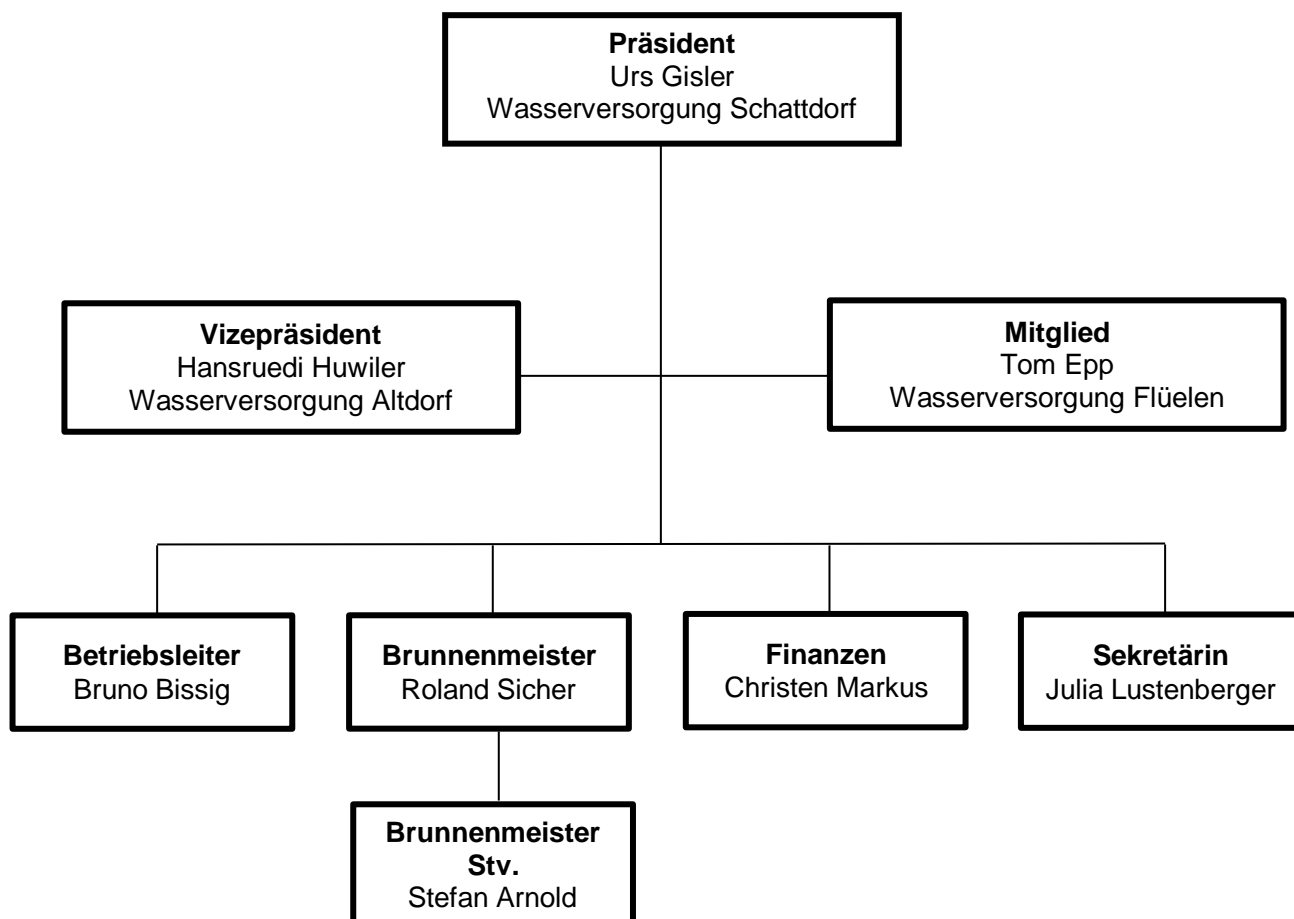 Präsident
Urs Gisler
Wasserversorgung Schattdorf
Vizepräsident
Hansruedi Huwiler
Wasserversorgung Altdorf
Mitglied
Tom Epp
Wasserversorgung Flüelen
Betriebsleiter
Bruno Bissig
Brunnenmeister
Roland Sicher
Finanzen
Christen Markus
Sekretärin
Julia Lustenberger
Brunnenmeister
Stv.
Stefan Arnold